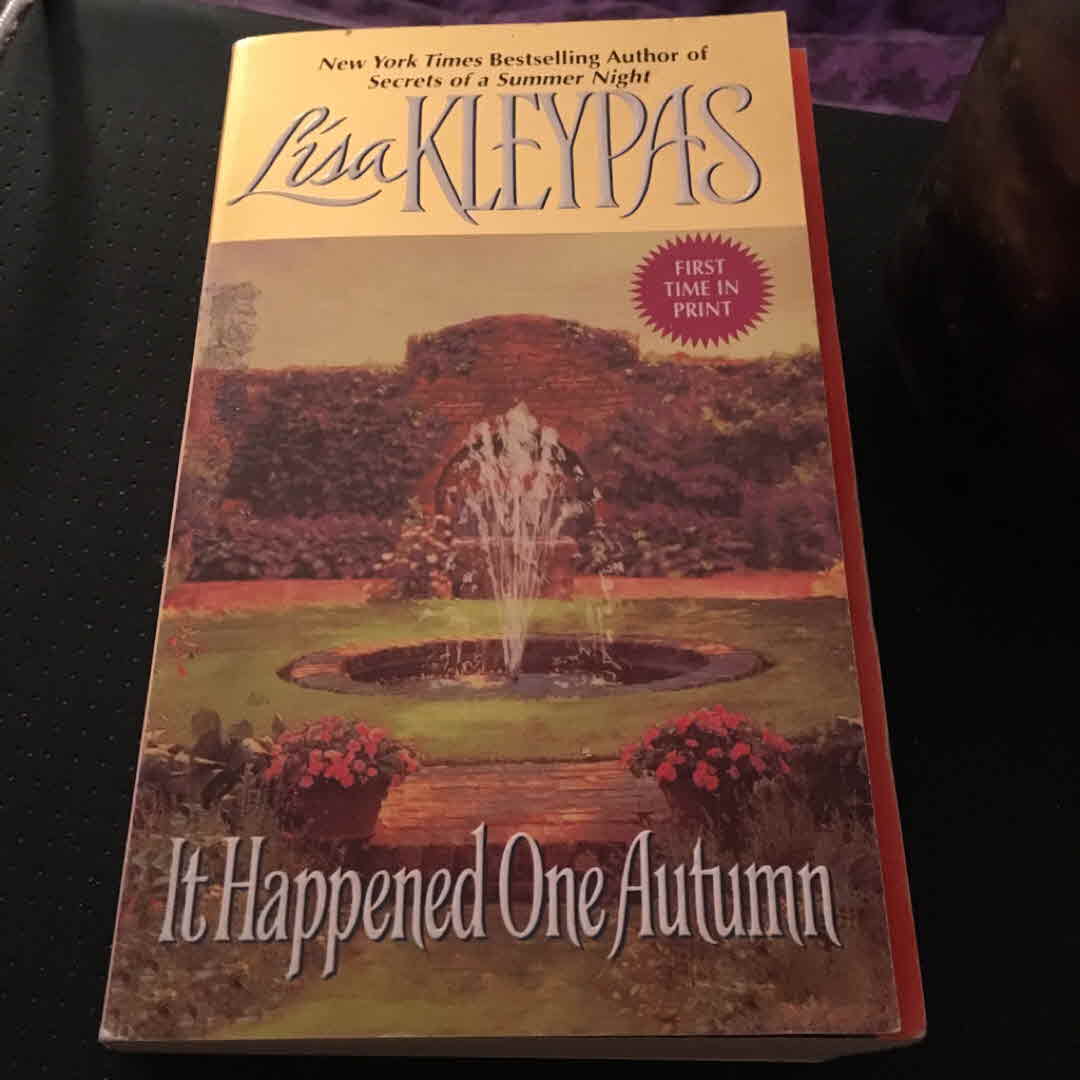 New York Times Bestselling Author of
Secrets of a Summer Night
Lisa KLEYPAS
FIRST
TIME IN
PRINT
It Happened One Autumn